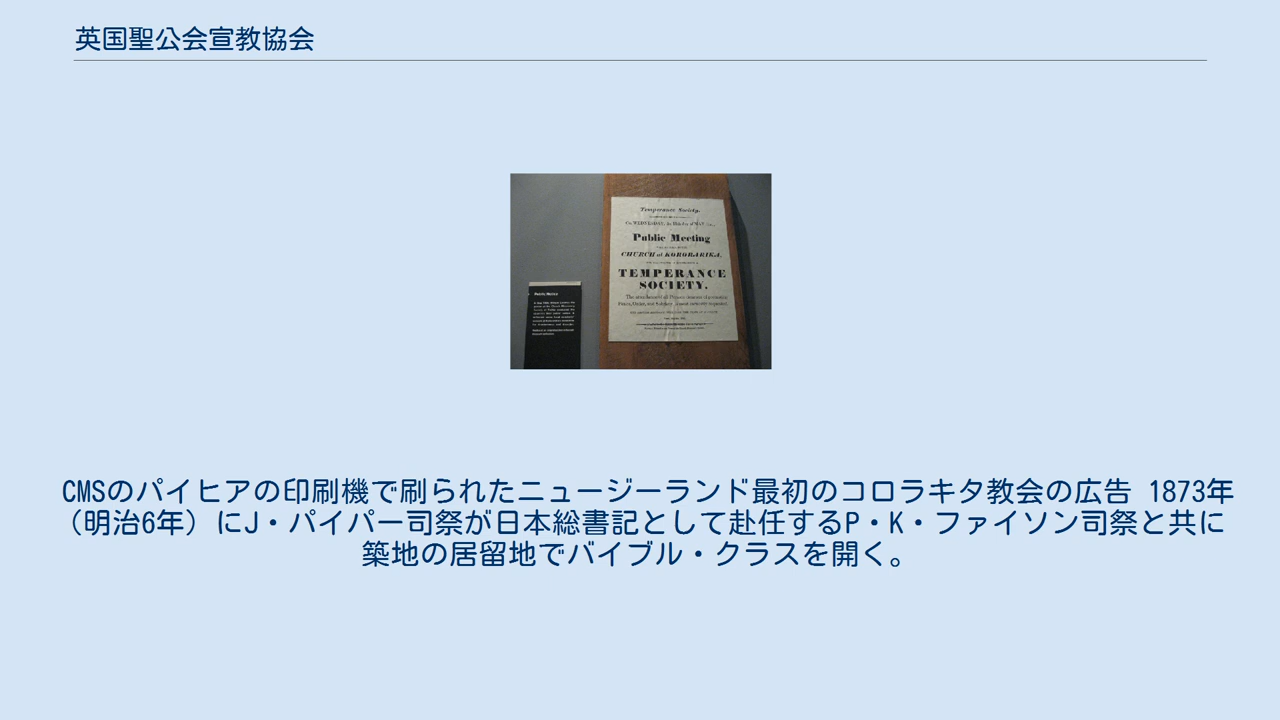 英国聖公会宣教協会
Temperance Society.
Public Meeting
CHURCH at KORORARIKA,
TEMPERANCE
SOCIETY.
Public Notice
CMSのパイヒアの印刷機で刷られたニュージーランド最初のコロラキタ教会の広告 1873年
（明治6年）にJ・パイパー司祭が日本総書記として赴任するP・K・ファイソン司祭と共に
築地の居留地でバイブル・クラスを開く。